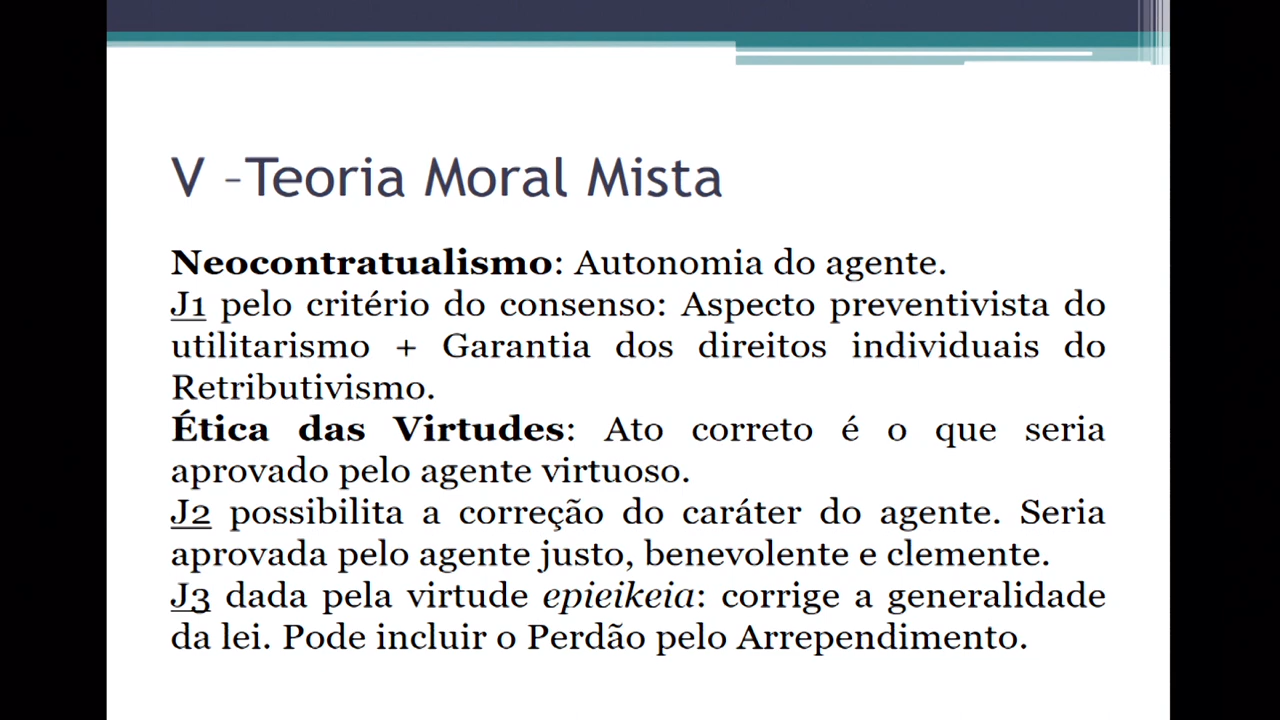 V –Teoria Moral Mista
Neocontratualismo: Autonomia do agente.
J1 pelo critério do consenso: Aspecto preventivista do
utilitarismo + Garantia dos direitos individuais do
Retributivismo.
Ética das Virtudes: Ato correto é o que seria
aprovado pelo agente virtuoso.
J2 possibilita a correção do caráter do agente. Seria
aprovada pelo agente justo, benevolente e clemente.
J3 dada pela virtude epieikeia: corrige a generalidade
da lei. Pode incluir o Perdão pelo Arrependimento.